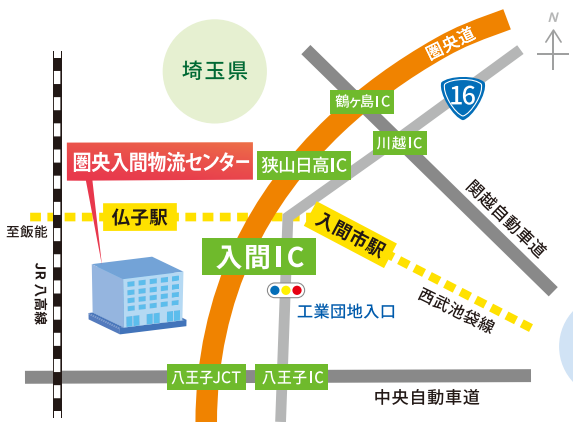 N
圏央道
埼玉県
16
鶴ヶ島IC
川越IC
圏央入間物流センター
狭山日高IC
関越自動車道
仏子駅
至飯能
入間市駅
入間IC
JR八高線
工業団地入口
西武池袋線
八王子JCT
八王子IC
中央自動車道